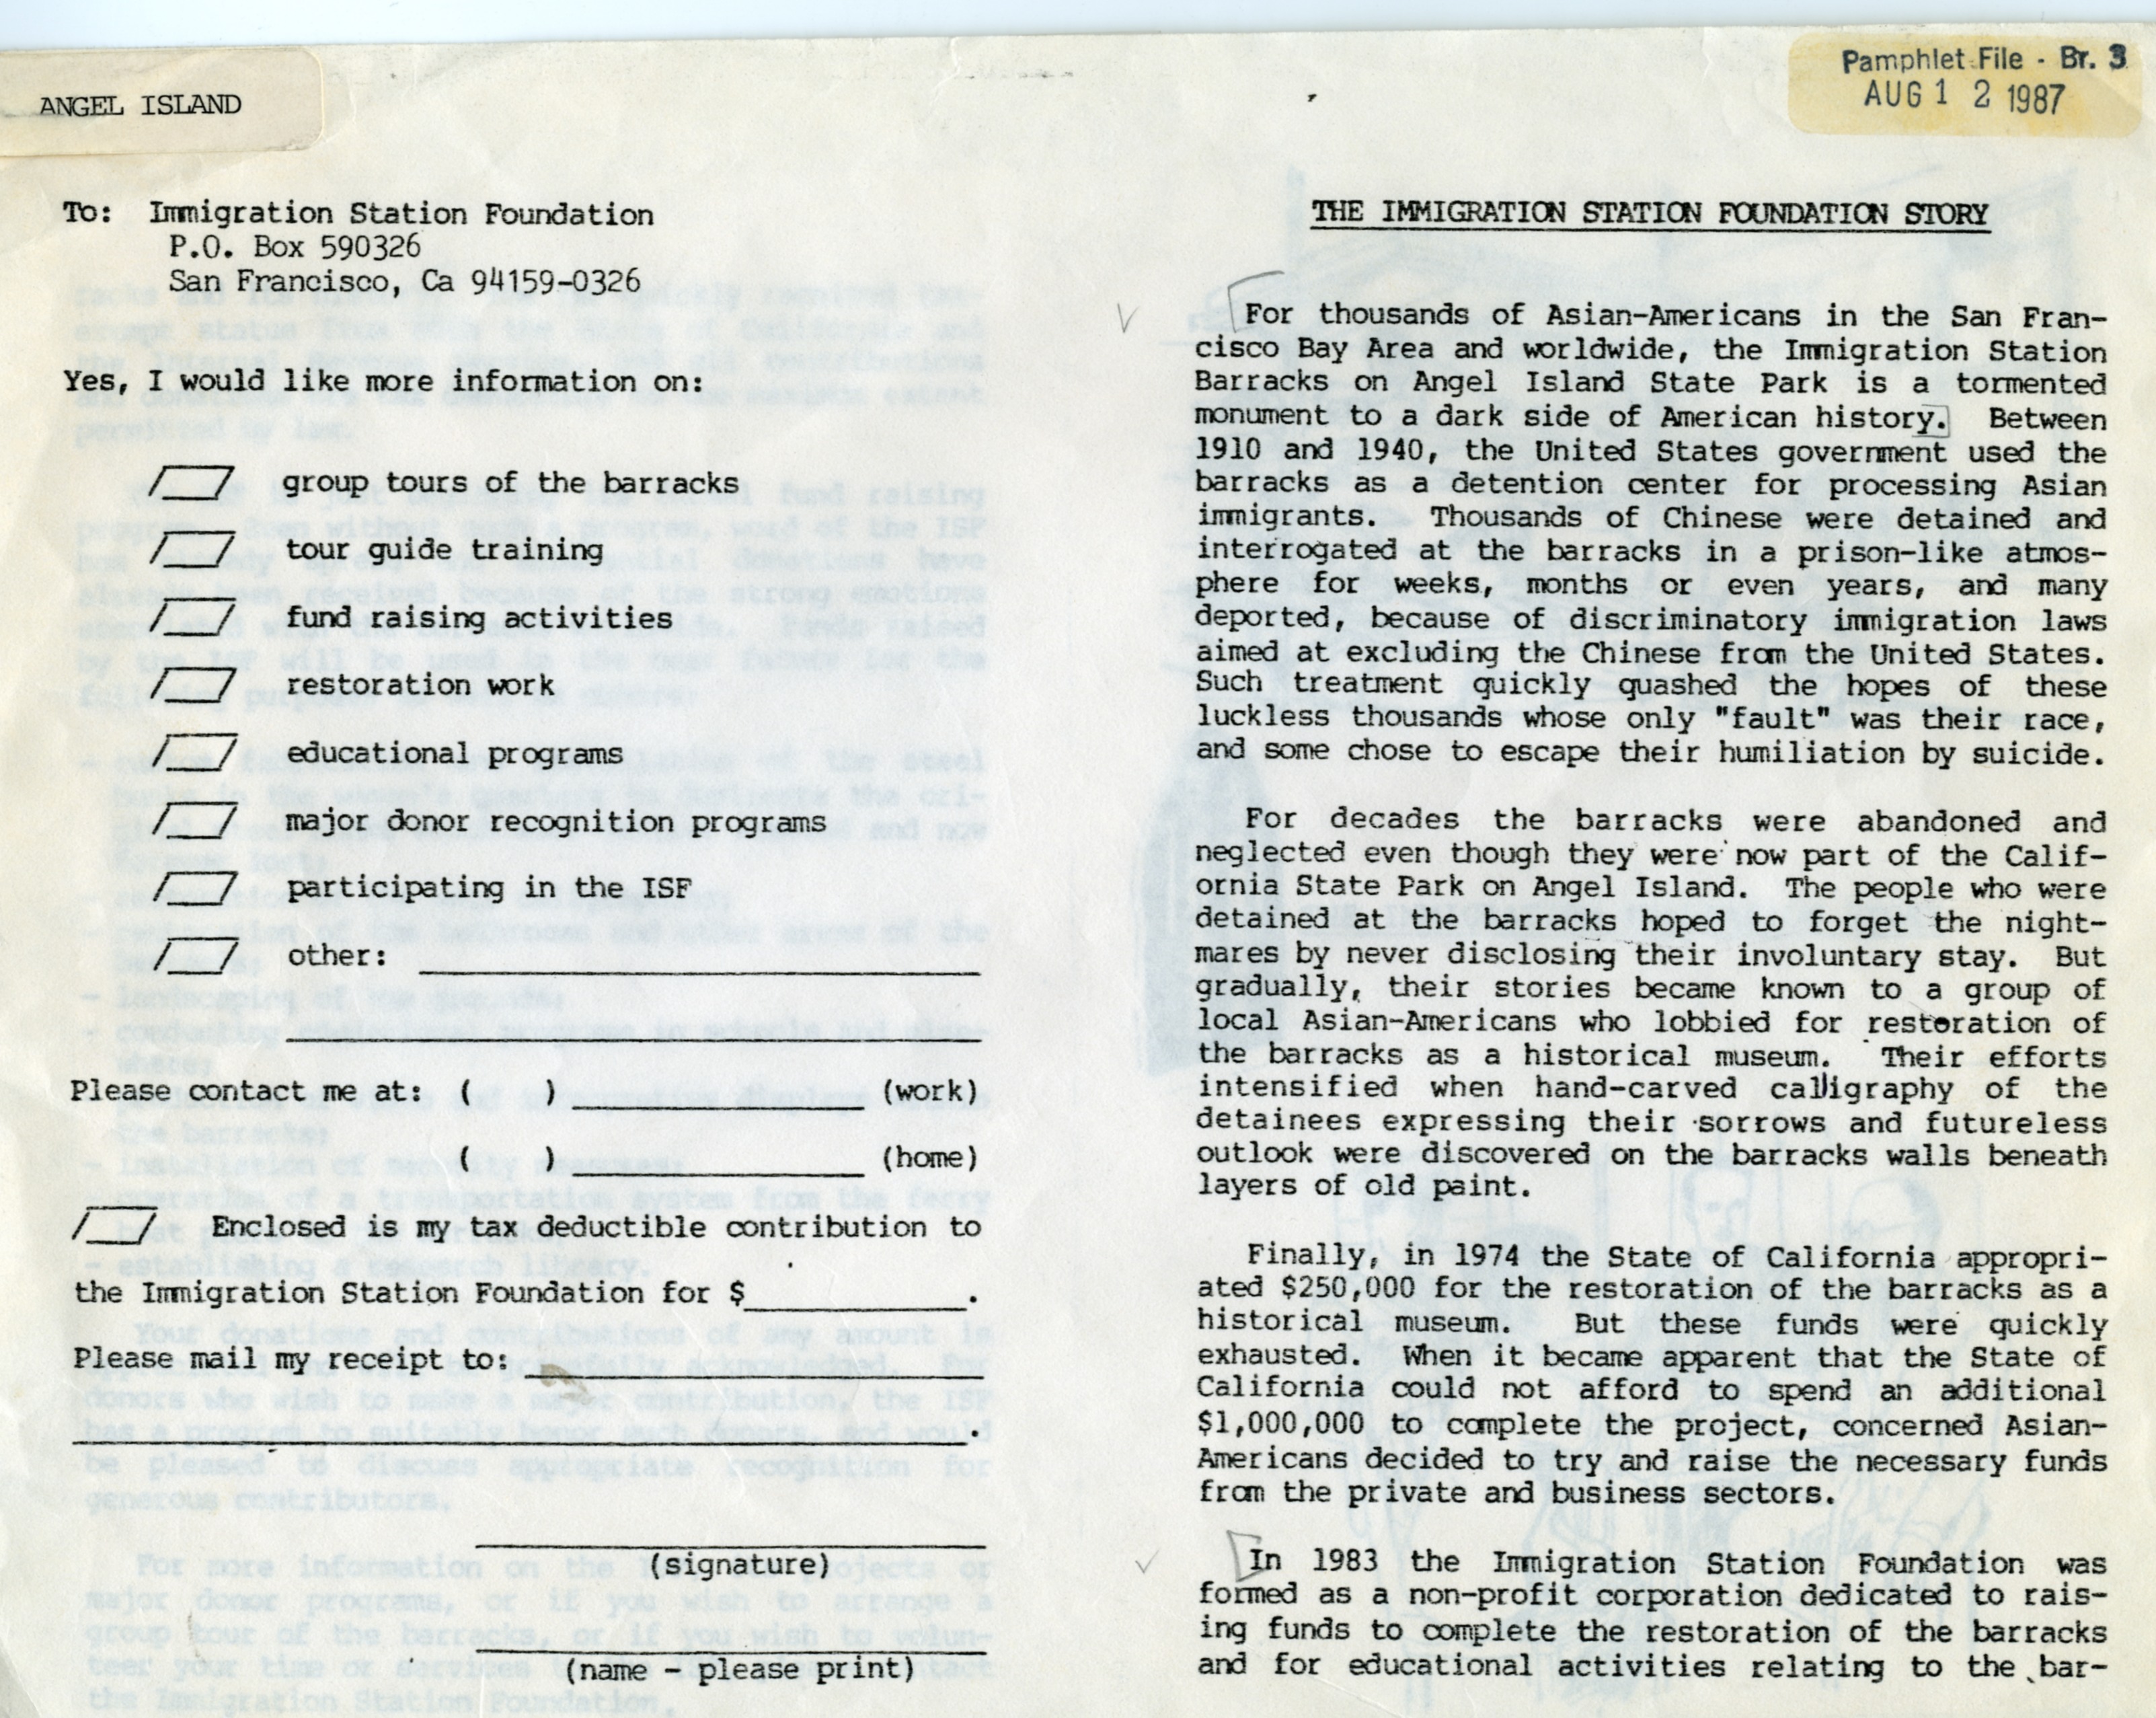 ANGEL ISLAND
Pamphlet File - Br. 3
AUG 1 2 1987
To: Immigration Station Foundation
P.O. Box 590326
San Francisco, Ca 94159-0326
Yes, I would like more information on:
group tours of the barracks
tour guide training
fund raising activities
restoration work
educational programs
major donor recognition programs
participating in the ISF
other:
Please contact me at: ( ) (work)
( ) (home)
Enclosed is my tax deductible contribution to
the Immigration Station Foundation for $ .
Please mail my receipt to:
.
(signature)
(name - please print)
THE IMMIGRATION STATION FOUNDATION STORY
For thousands of Asian-Americans in the San Fran-
cisco Bay Area and worldwide, the Immigration Station
Barracks on Angel Island State Park is a tormented
monument to a dark side of American history. Between
1910 and 1940, the United States government used the
barracks as a detention center for processing Asian
immigrants. Thousands of Chinese were detained and
interrogated at the barracks in a prison-like atmos-
phere for weeks, months or even years, and many
deported, because of discriminatory immigration laws
aimed at excluding the Chinese from the United States.
Such treatment quickly quashed the hopes of these
luckless thousands whose only "fault" was their race,
and some chose to escape their humiliation by suicide.
For decades the barracks were abandoned and
neglected even though they were now part of the Calif-
ornia State Park on Angel Island. The people who were
detained at the barracks hoped to forget the night-
mares by never disclosing their involuntary stay. But
gradually, their stories became known to a group of
local Asian-Americans who lobbied for restoration of
the barracks as a historical museum. Their efforts
intensified when hand-carved calligraphy of the
detainees expressing their sorrows and futureless
outlook were discovered on the barracks walls beneath
layers of old paint.
Finally, in 1974 the State of California appropri-
ated $250,000 for the restoration of the barracks as a
historical museum. But these funds were quickly
exhausted. When it became apparent that the State of
California could not afford to spend an additional
$1,000,000 to complete the project, concerned Asian-
Americans decided to try and raise the necessary funds
from the private and business sectors.
In 1983 the Immigration Station Foundation was
formed as a non-profit corporation dedicated to rais-
ing funds to complete the restoration of the barracks
and for educational activities relating to the bar-